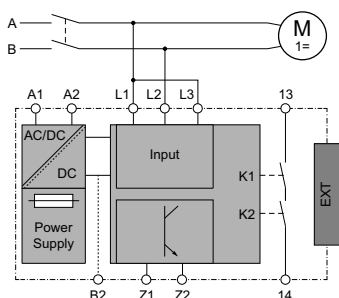 A
B
M
1=
A1 A2 L1 L2 L3 13
AC/DC
DC
Input
K1
K2
EXT
Power
Supply
B2 Z1 Z2 14